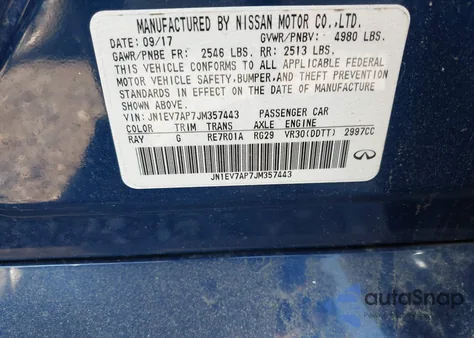 MANUFACTURED BY NISSAN MOTOR CO.,LTD.
DATE: 09/17 GVWR/PNBV: 4980 LBS.
GAWR/PNBE FR: 2546 LBS. RR: 2513 LBS.
THIS VEHICLE CONFORMS TO ALL APPLICABLE FEDERAL
MOTOR VEHICLE SAFETY, BUMPER, AND THEFT PREVENTION
STANDARDS IN EFFECT ON THE DATE OF MANUFACTURE
SHOWN ABOVE.
VIN: JN1EV7AP7JM357443 PASSENGER CAR
COLOR TRIM TRANS AXLE ENGINE
RAY G RE7R01A RG29 VR30(DDTT) 2997CC
JN1EV7AP7JM357443
autoSnap